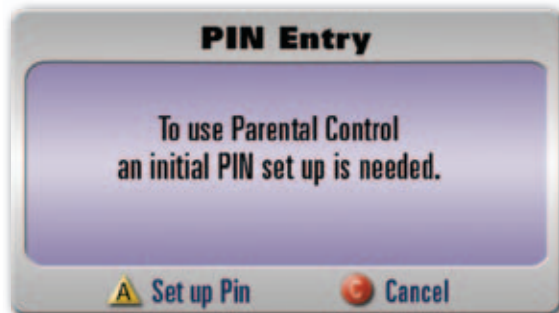 PIN Entry
To use Parental Control
an initial PIN set up is needed.
A Set up Pin C Cancel